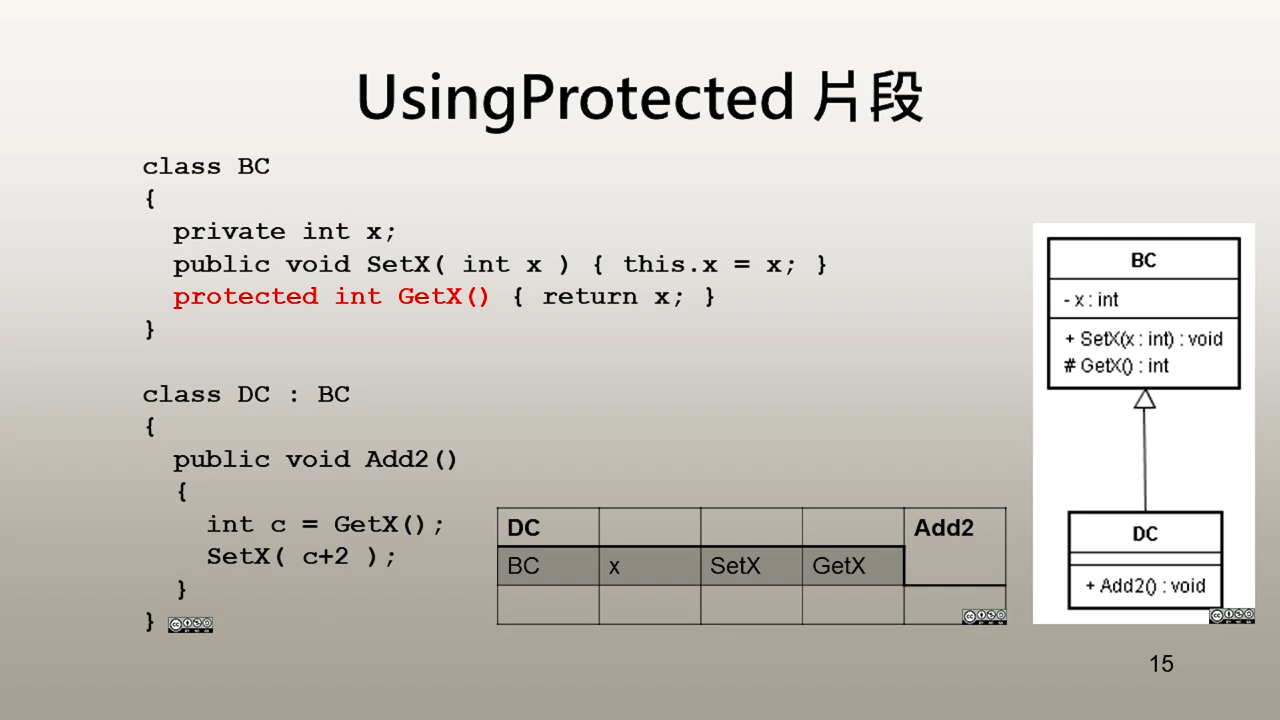 UsingProtected 片段
class BC
{
private int x;
public void SetX( int x ) { this.x = x; }
protected int GetX() { return x; }
}
class DC : BC
{
public void Add2()
{
int c = GetX();
SetX( c+2 );
}
}
DC Add2
BC x SetX GetX
BC
- x : int
+ SetX(x : int) : void
# GetX() : int
DC
+ Add2() : void
15